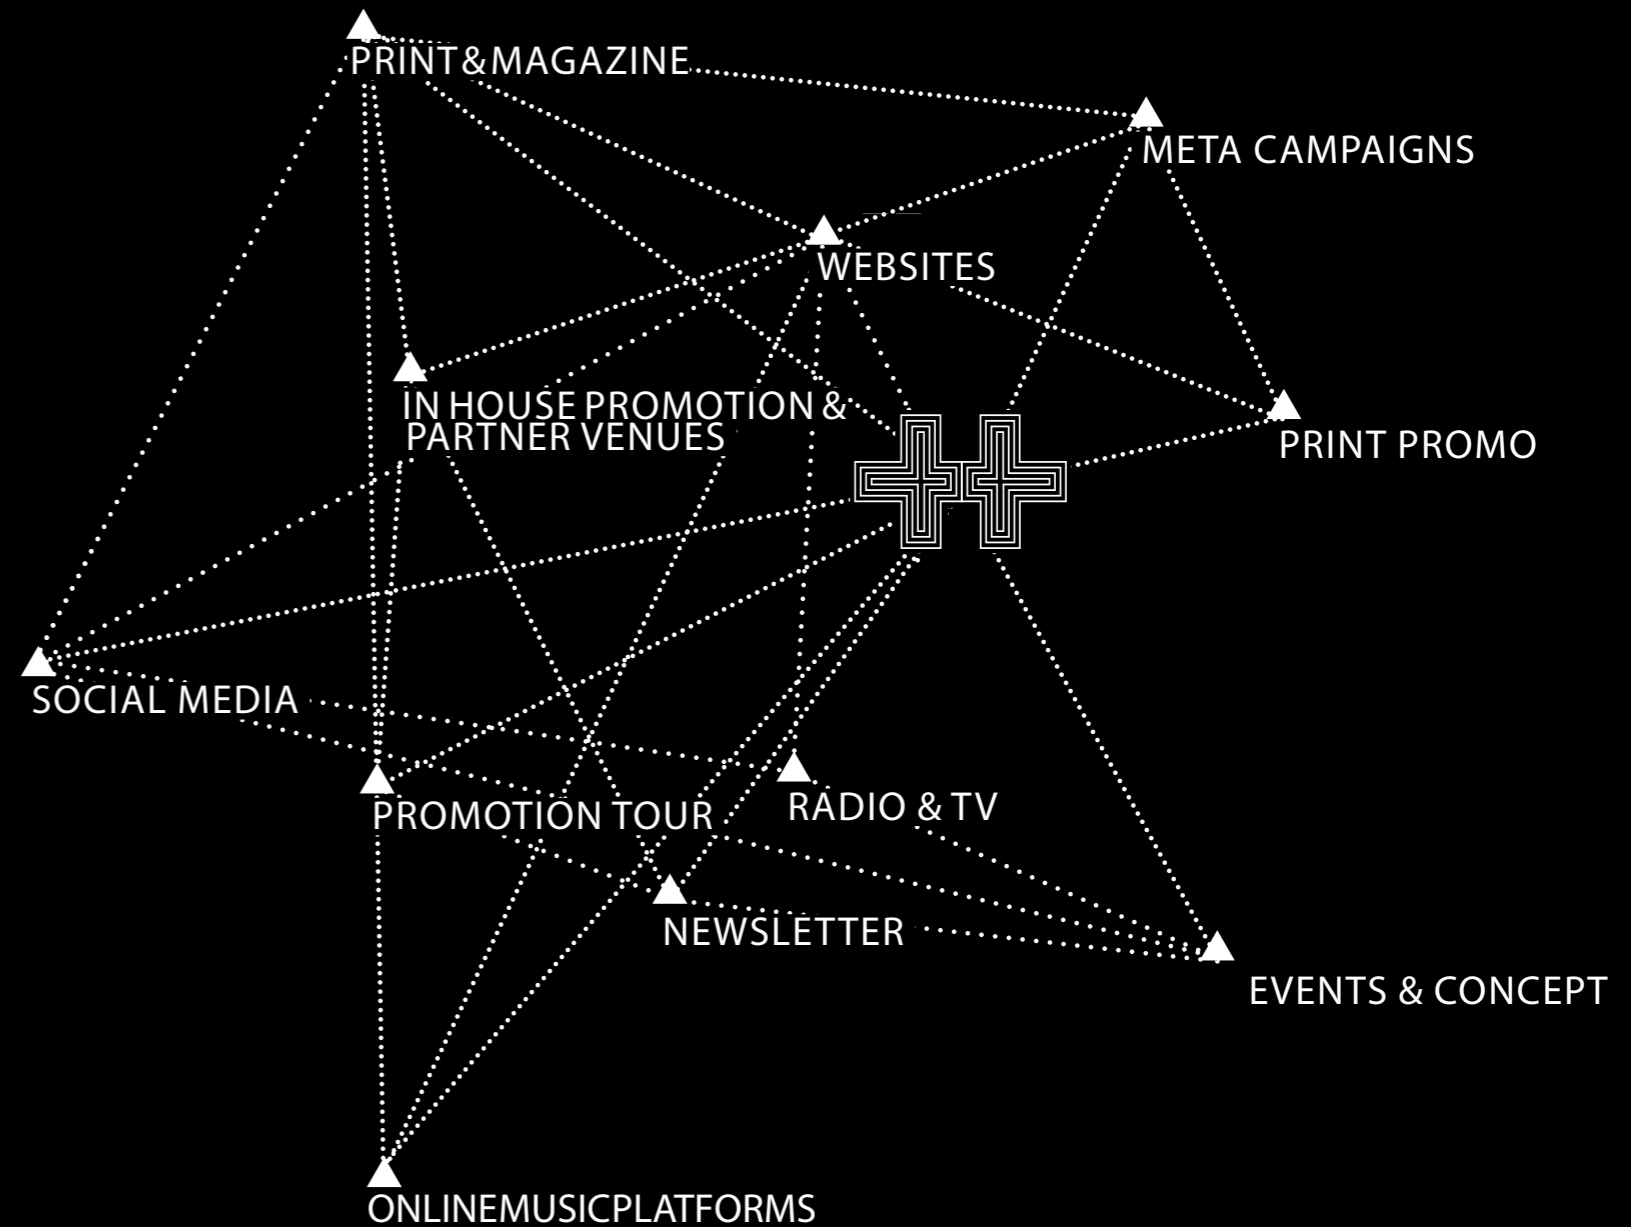 PRINT & MAGAZINE
META CAMPAIGNS
WEBSITES
IN HOUSE PROMOTION &
PARTNER VENUES
PRINT PROMO
SOCIAL MEDIA
PROMOTION TOUR
RADIO & TV
NEWSLETTER
EVENTS & CONCEPT
ONLINEMUSICPLATFORMS